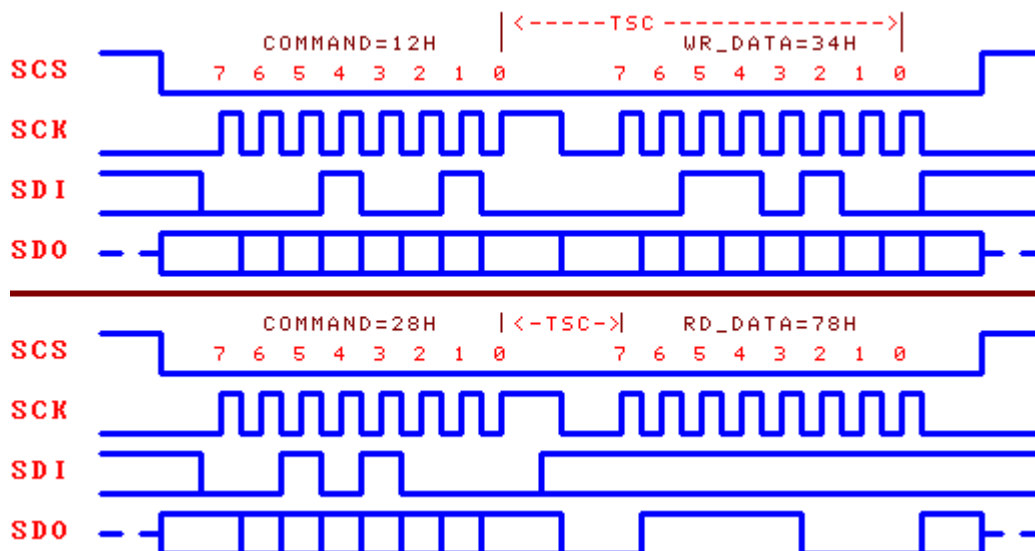 <-----TSC -------------->
COMMAND=12H WR_DATA=34H
SCS 7 6 5 4 3 2 1 0 7 6 5 4 3 2 1 0
SCK
SDI
SDO
COMMAND=28H <-TSC-> RD_DATA=78H
SCS 7 6 5 4 3 2 1 0 7 6 5 4 3 2 1 0
SCK
SDI
SDO